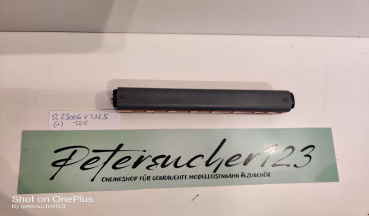 Petersucher123
ONLINESHOP FÜR GEBRAUCHTE MODELLEISENBAHN & ZUBEHÖR
Shot on OnePlus
By petersucher123